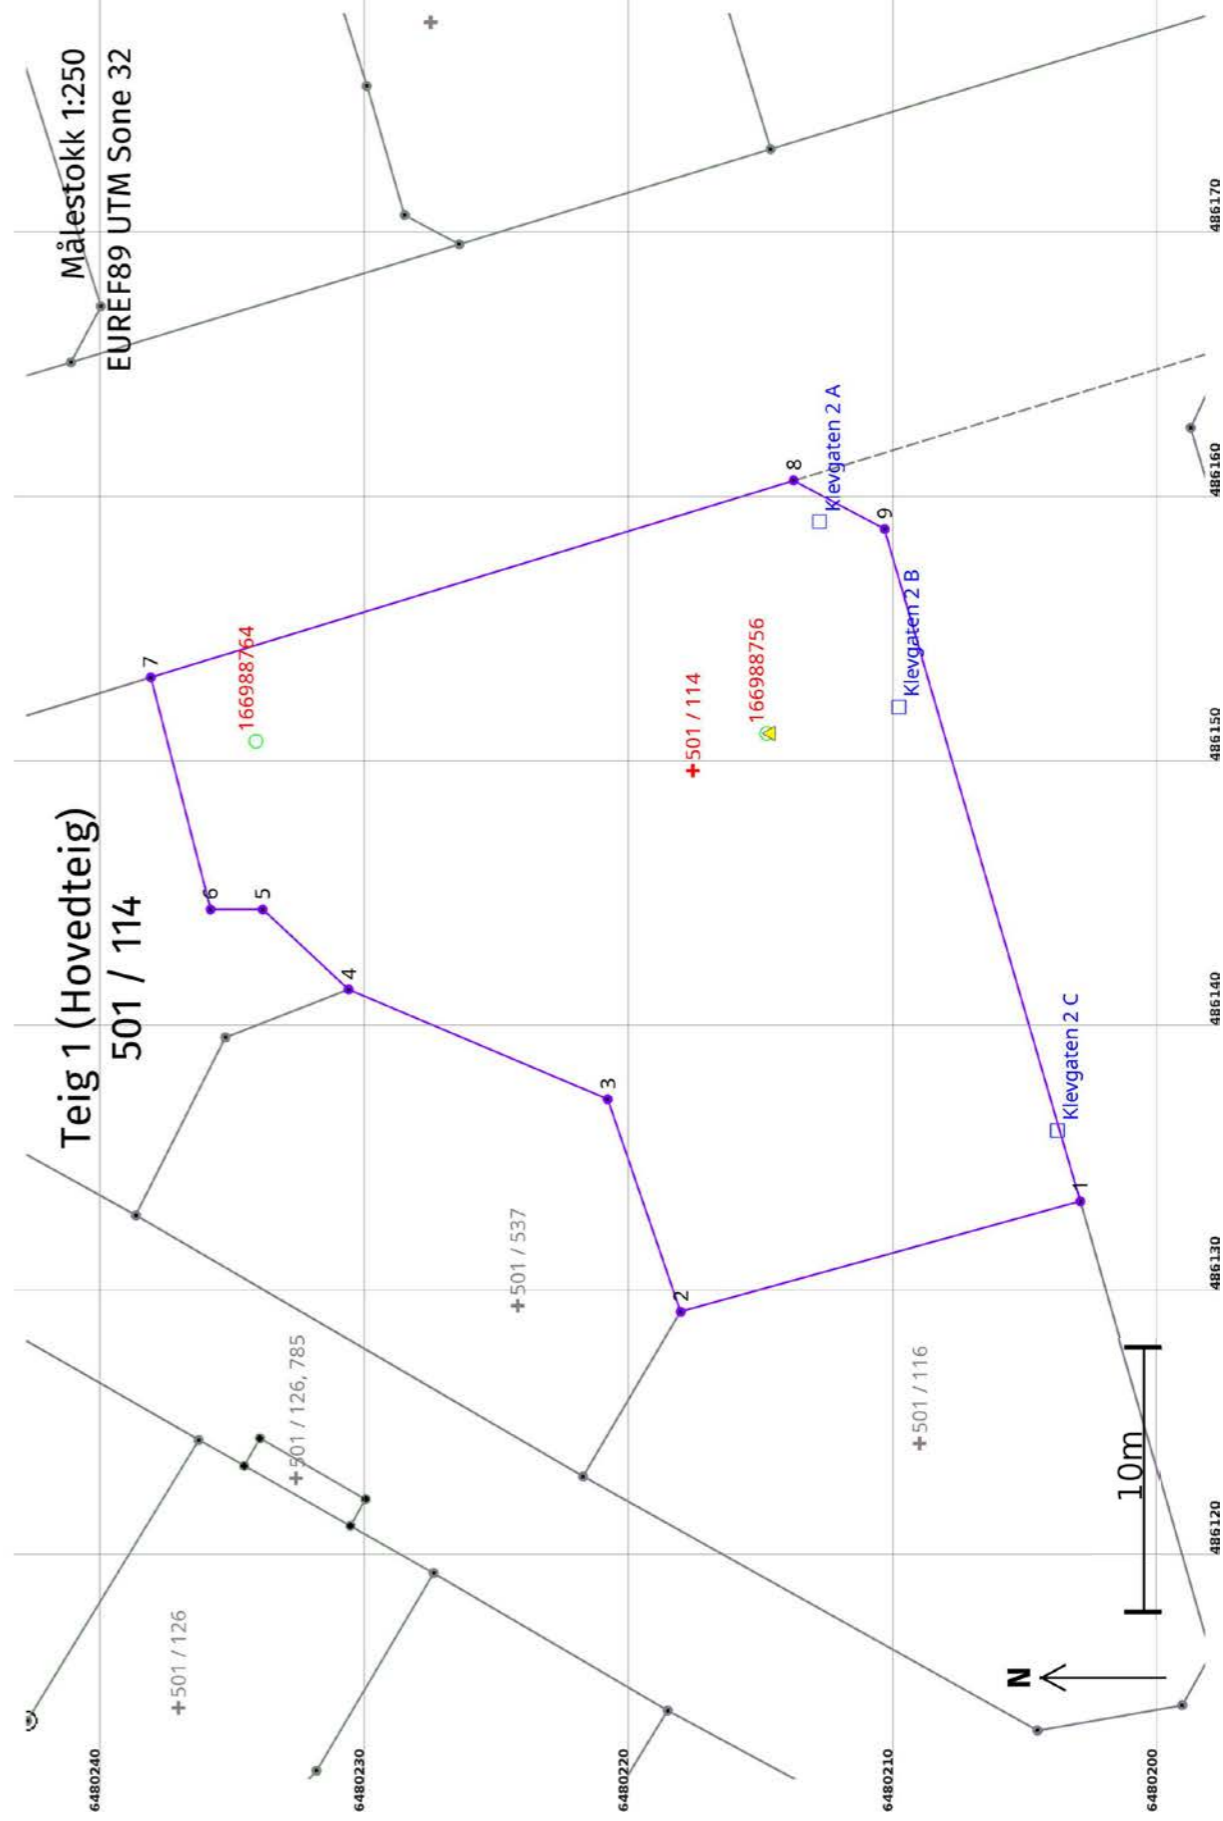 Teig 1 (Hovedteig)
501 / 114
Målestokk 1:250
EUREF89 UTM Sone 32
7
166988764
6
5
4
3
2
1
8
9
Klevgaten 2 A
Klevgaten 2 B
Klevgaten 2 C
+501 / 114
166988756
+501 / 537
+501 / 126, 785
+501 / 126
+501 / 116
10m
N
6480240
6480230
6480220
6480210
6480200
486120
486130
486140
486150
486160
486170